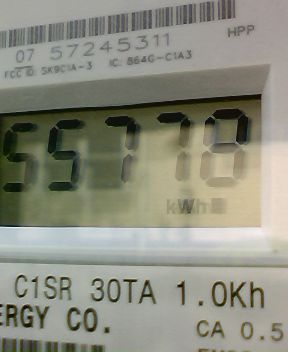 HPP
07 57245311
FCC ID: SK9C1A-3 IC: 864G-C1A3
55778
kWh
C1SR 30TA 1.0Kh
ERGY CO.
CA 0.5